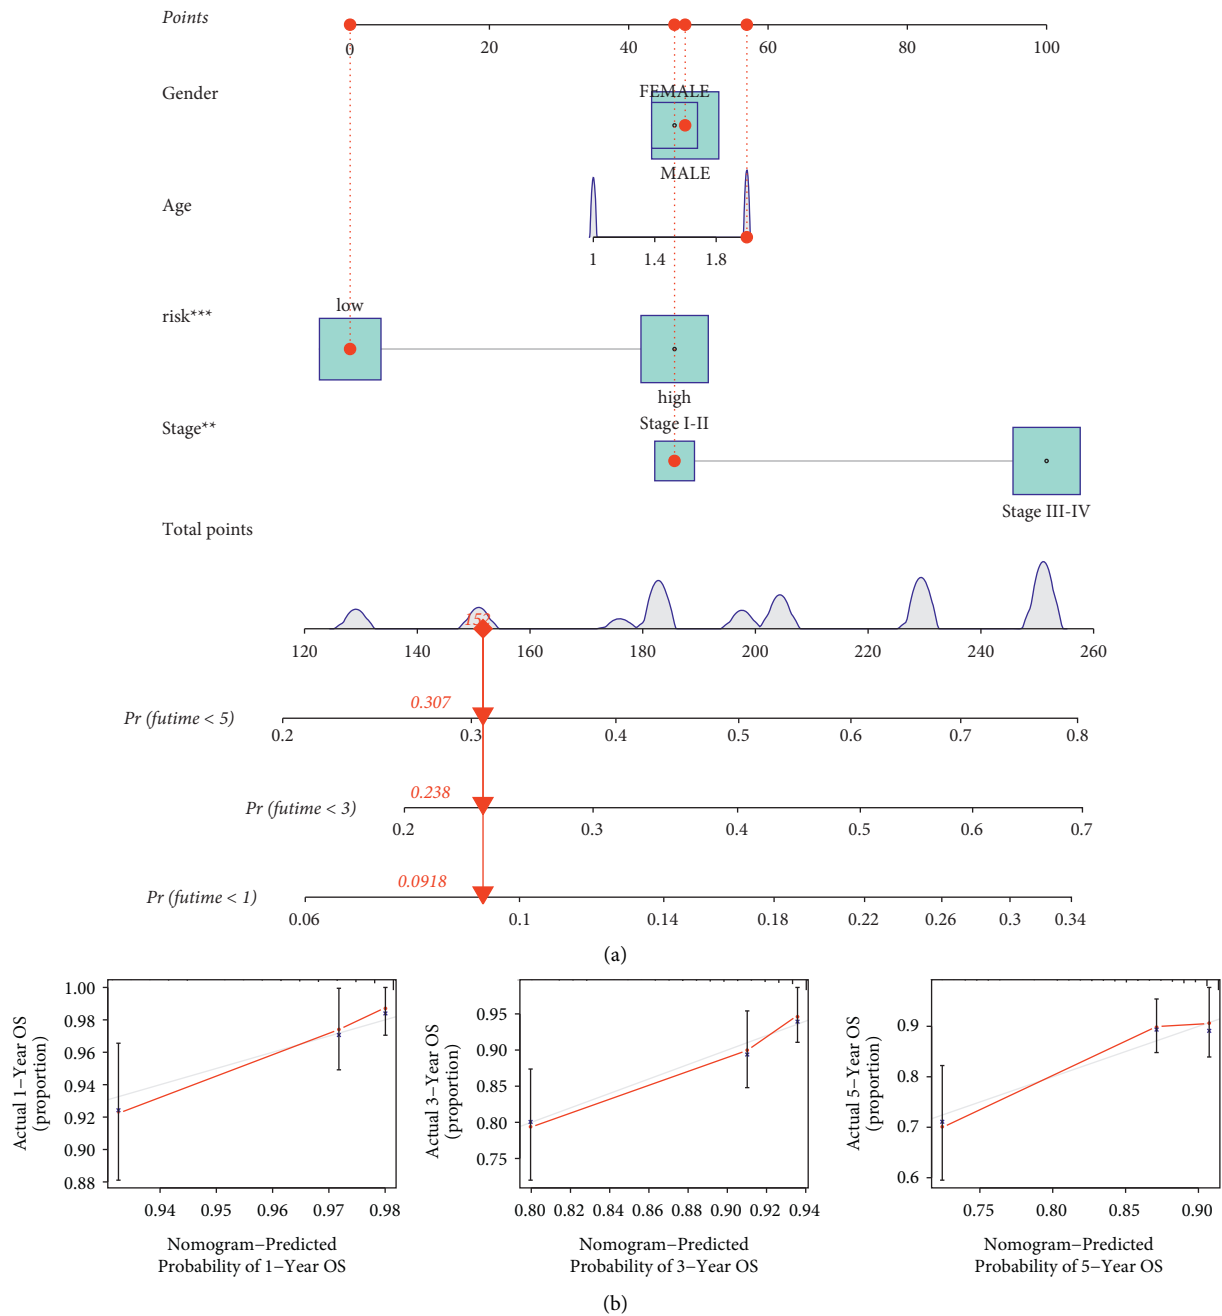 Points
0 20 40 60 80 100
Gender
FEMALE
MALE
Age
1 1.4 1.8
low
risk***
high
Stage I-II
Stage**
Stage III-IV
Total points
152
120 140 160 180 200 220 240 260
0.307
Pr (futime < 5)
0.2 0.3 0.4 0.5 0.6 0.7 0.8
0.238
Pr (futime < 3)
0.2 0.3 0.4 0.5 0.6 0.7
0.0918
Pr (futime < 1)
0.06 0.1 0.14 0.18 0.22 0.26 0.3 0.34
(a)
Actual 1-Year OS
(proportion)
1.00
0.98
0.96
0.94
0.92
0.90
0.88
0.94 0.95 0.96 0.97 0.98
Nomogram-Predicted
Probability of 1-Year OS
Actual 3-Year OS
(proportion)
0.95
0.90
0.85
0.80
0.75
0.80 0.82 0.84 0.86 0.88 0.90 0.92 0.94
Nomogram-Predicted
Probability of 3-Year OS
Actual 5-Year OS
(proportion)
0.9
0.8
0.7
0.6
0.75 0.80 0.85 0.90
Nomogram-Predicted
Probability of 5-Year OS
(b)